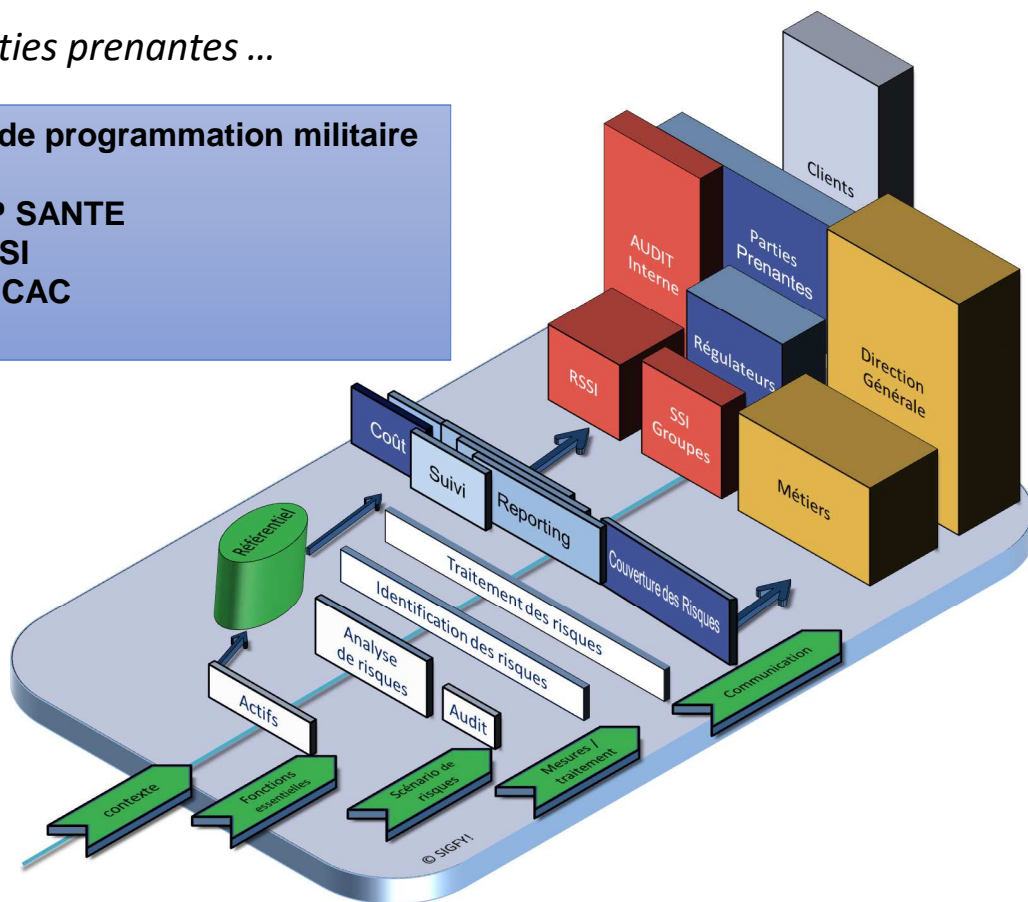 ties prenantes …
de programmation militaire
SANTE
SI
CAC
Clients
Parties
Prenantes
AUDIT
Interne
Direction
Générale
Régulateurs
RSSI
SSI
Groupes
Métiers
Coût
Suivi
Reporting
Couverture des Risques
Référentiel
Traitement des risques
Identification des risques
Analyse
de risques
Audit
Actifs
Communication
Mesures /
traitement
Scénario de
risques
Fonctions
essentielles
contexte
© SIGFY!